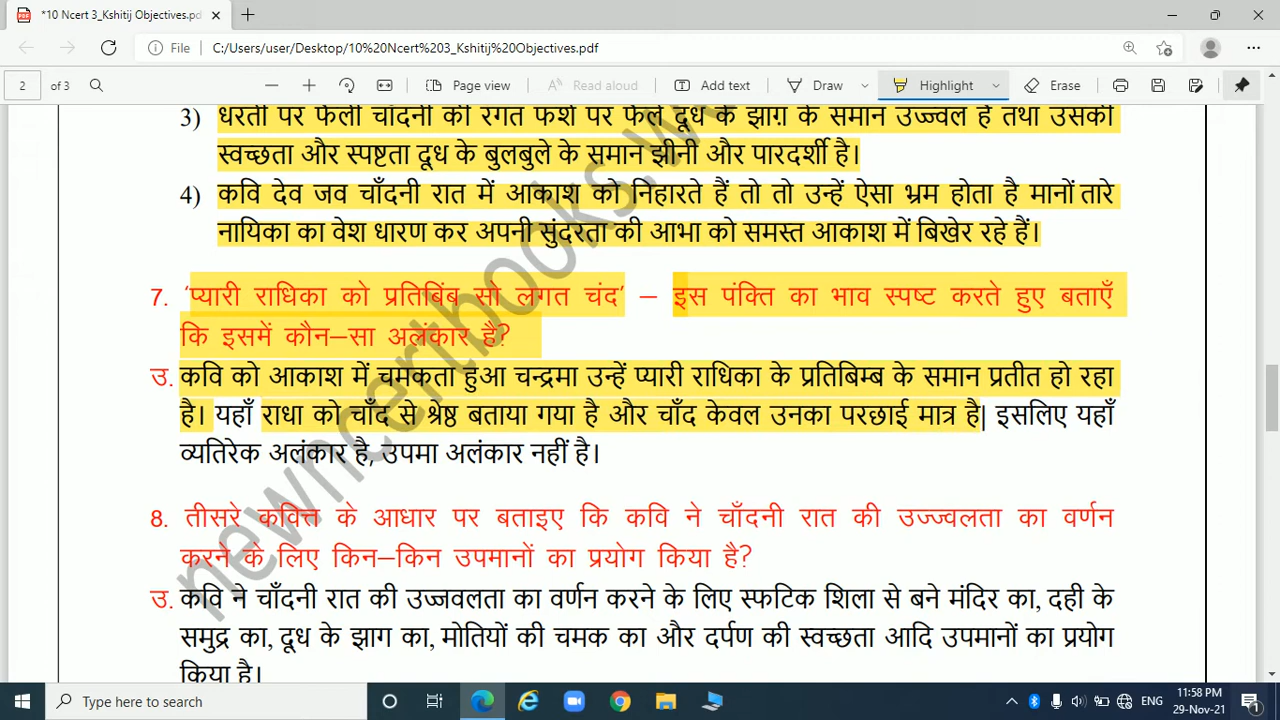 *10 Ncert 3_Kshitij Objectives.pd
File C:/Users/user/Desktop/10%20Ncert%203_Kshitij%20Objectives.pdf
2 of 3 Page view Read aloud Add text Draw Highlight Erase
3) धरती पर फैली चाँदनी की रंगत फर्श पर फैले दूध के झाग़ के समान उज्ज्वल है तथा उसकी
स्वच्छता और स्पष्टता दूध के बुलबुले के समान झीनी और पारदर्शी है।
4) कवि देव जव चाँदनी रात में आकाश को निहारते हैं तो तो उन्हें ऐसा भ्रम होता है मानों तारे
नायिका का वेश धारण कर अपनी सुंदरता की आभा को समस्त आकाश में बिखेर रहे हैं।
7. ‘प्यारी राधिका को प्रतिबिंब सो लगत चंद’ – इस पंक्ति का भाव स्पष्ट करते हुए बताएँ
कि इसमें कौन–सा अलंकार है?
उ. कवि को आकाश में चमकता हुआ चन्द्रमा उन्हें प्यारी राधिका के प्रतिबिम्ब के समान प्रतीत हो रहा
है। यहाँ राधा को चाँद से श्रेष्ठ बताया गया है और चाँद केवल उनका परछाई मात्र है| इसलिए यहाँ
व्यतिरेक अलंकार है, उपमा अलंकार नहीं है।
8. तीसरे कवित्त के आधार पर बताइए कि कवि ने चाँदनी रात की उज्ज्वलता का वर्णन
करने के लिए किन–किन उपमानों का प्रयोग किया है?
उ. कवि ने चाँदनी रात की उज्जवलता का वर्णन करने के लिए स्फटिक शिला से बने मंदिर का, दही के
समुद्र का, दूध के झाग का, मोतियों की चमक का और दर्पण की स्वच्छता आदि उपमानों का प्रयोग
किया है।
newncertbooks.w
Type here to search
ENG
11:58 PM
29-Nov-21
1